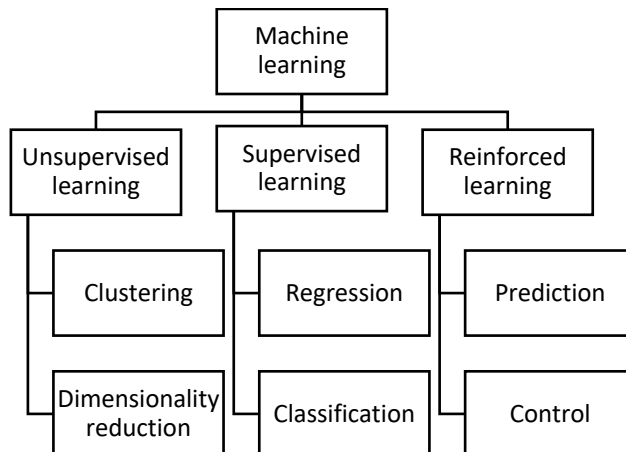 Machine
learning
Unsupervised
learning
Supervised
learning
Reinforced
learning
Clustering
Regression
Prediction
Dimensionality
reduction
Classification
Control